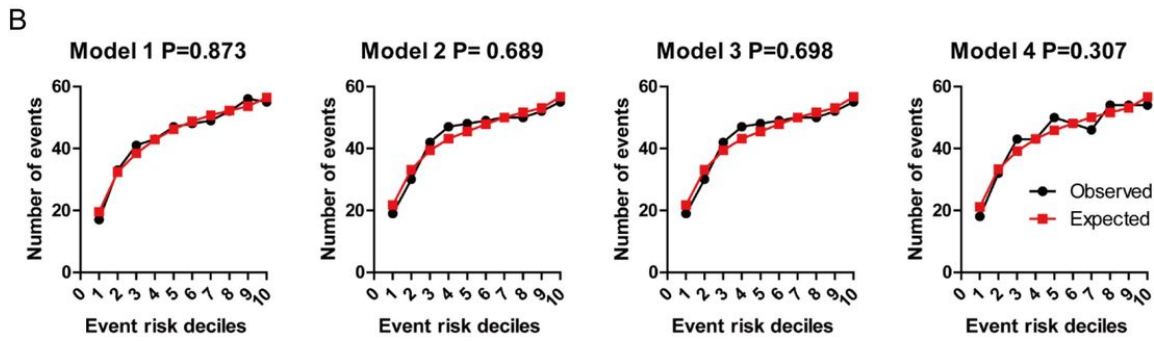 B
Model 1 P=0.873
Number of events
60
40
20
0
0 1 2 3 4 5 6 7 8 9 10
Event risk deciles
Model 2 P= 0.689
Number of events
60
40
20
0
0 1 2 3 4 5 6 7 8 9 10
Event risk deciles
Model 3 P=0.698
Number of events
60
40
20
0
0 1 2 3 4 5 6 7 8 9 10
Event risk deciles
Model 4 P=0.307
Number of events
60
40
20
0
0 1 2 3 4 5 6 7 8 9 10
Event risk deciles
Observed
Expected